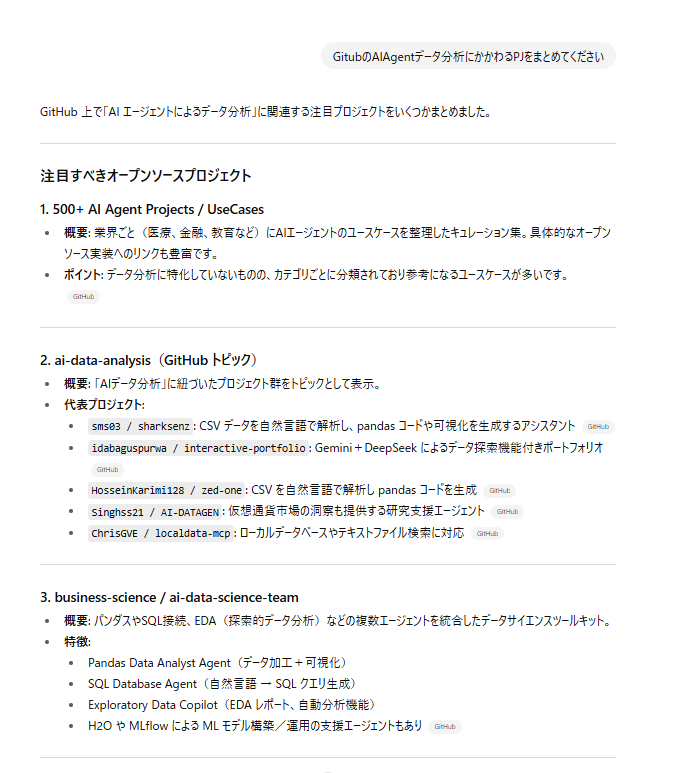 GitubのAIAgentデータ分析にかかわるPJをまとめてください
GitHub 上で「AI エージェントによるデータ分析」に関連する注目プロジェクトをいくつかまとめました。
注目すべきオープンソースプロジェクト
1. 500+ AI Agent Projects / UseCases
• 概要: 業界ごと（医療、金融、教育など）にAIエージェントのユースケースを整理したキュレーション集。具体的なオープン
ソース実装へのリンクも豊富です。
• ポイント: データ分析に特化していないものの、カテゴリごとに分類されており参考になるユースケースが多いです。
GitHub
2. ai-data-analysis（GitHub トピック）
• 概要: 「AIデータ分析」に紐づいたプロジェクト群をトピックとして表示。
• 代表プロジェクト:
• sms03 / sharksenz : CSV データを自然言語で解析し、pandas コードや可視化を生成するアシスタント GitHub
• idabaguspurwa / interactive-portfolio : Gemini＋DeepSeek によるデータ探索機能付きポートフォリオ
GitHub
• HosseinKarimi128 / zed-one : CSV を自然言語で解析し pandas コードを生成 GitHub
• Singhss21 / AI-DATAGEN : 仮想通貨市場の洞察も提供する研究支援エージェント GitHub
• ChrisGVE / localdata-mcp : ローカルデータベースやテキストファイル検索に対応 GitHub
3. business-science / ai-data-science-team
• 概要: パンダスやSQL接続、EDA（探索的データ分析）などの複数エージェントを統合したデータサイエンスツールキット。
• 特徴:
• Pandas Data Analyst Agent（データ加工＋可視化）
• SQL Database Agent（自然言語 → SQL クエリ生成）
• Exploratory Data Copilot（EDA レポート、自動分析機能）
• H2O や MLflow による ML モデル構築／運用の支援エージェントもあり GitHub